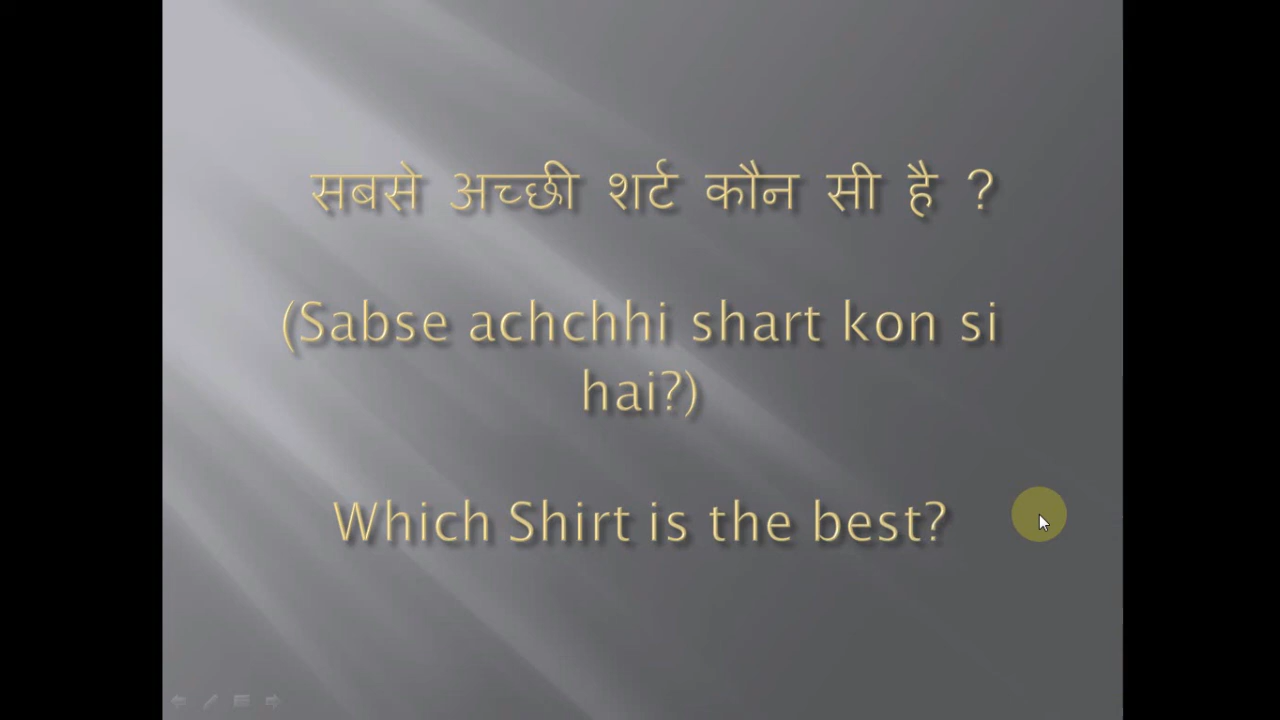 सबसे अच्छी शर्ट कौन सी है ?
(Sabse achchhi shart kon si
hai?)
Which Shirt is the best?